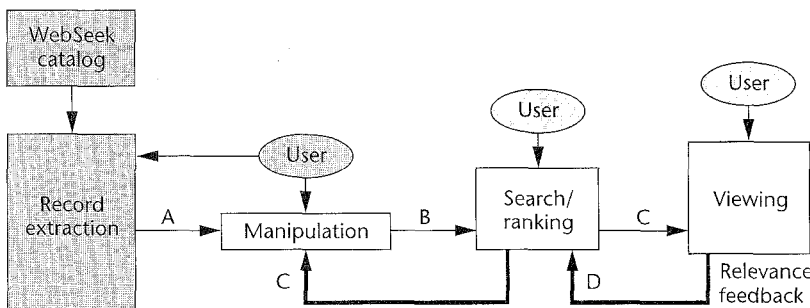 WebSeek
catalog
User
User
User
Record
extraction
A
Manipulation
B
Search/
ranking
C
Viewing
C
D
Relevance
feedback